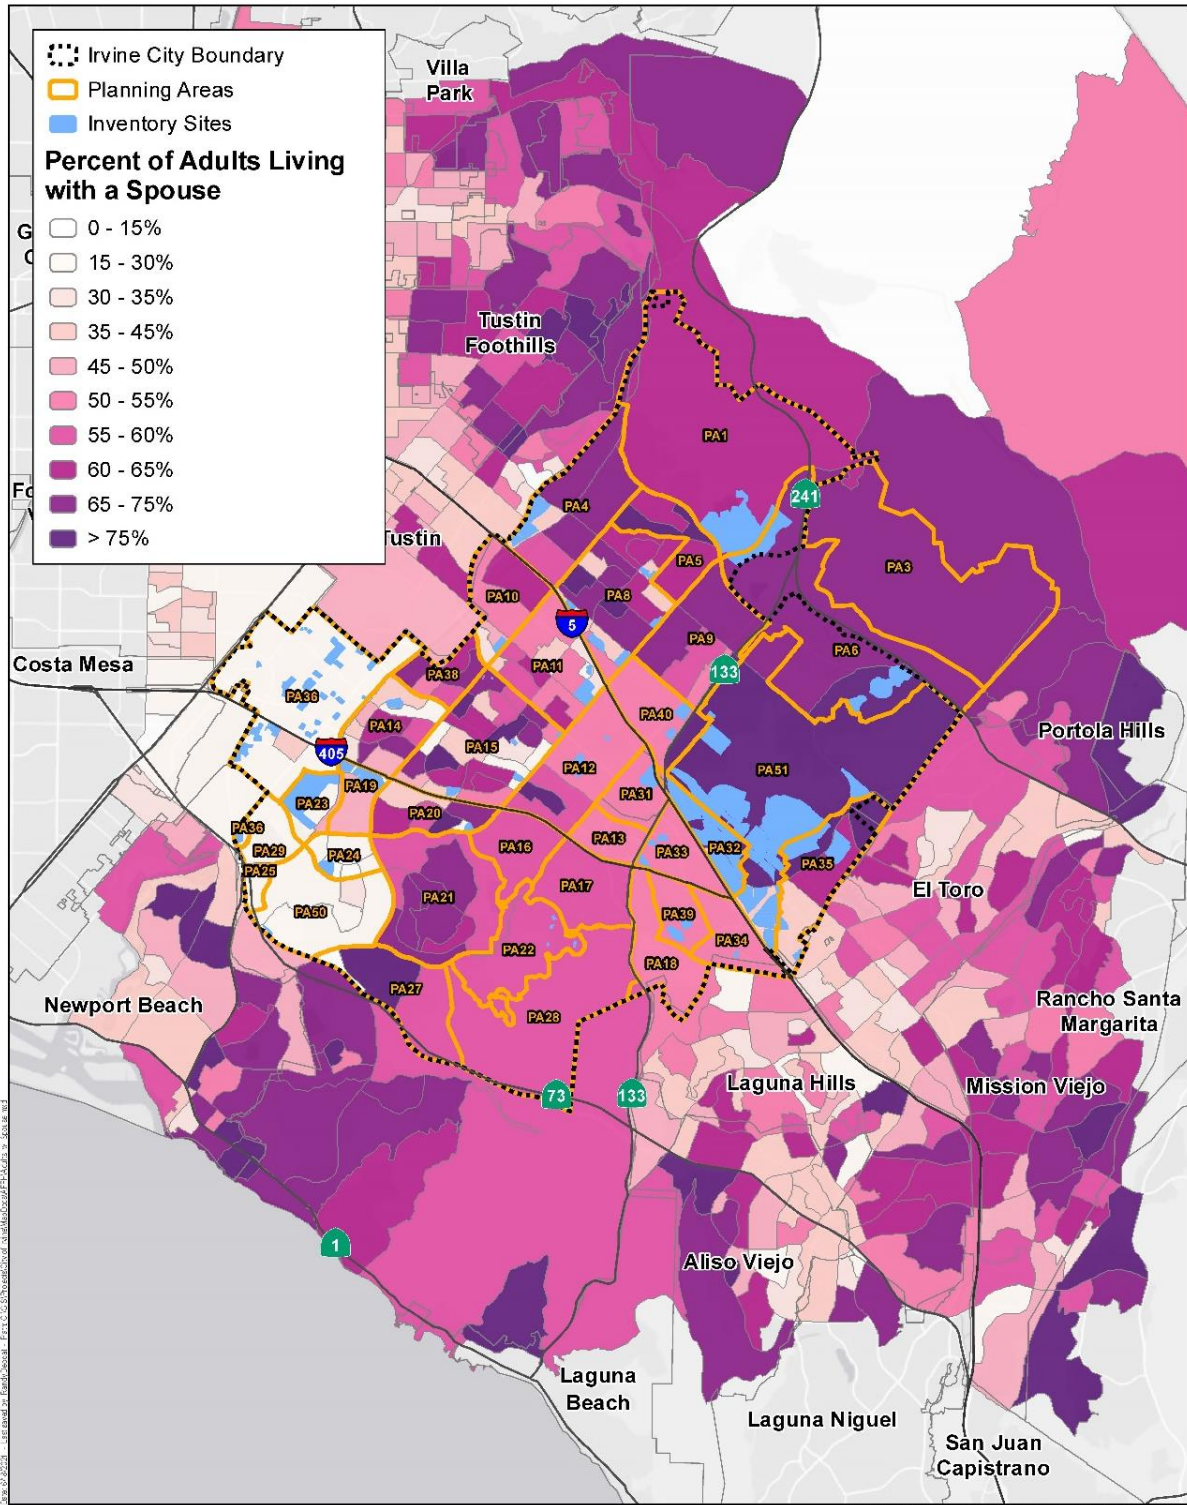 Irvine City Boundary
Planning Areas
Inventory Sites
Percent of Adults Living
with a Spouse
0 - 15%
15 - 30%
30 - 35%
35 - 45%
45 - 50%
50 - 55%
55 - 60%
60 - 65%
65 - 75%
> 75%
Villa
Park
G
Tustin
Foothills
PA1
241
Fo
PA4
Tustin
PA5
PA3
PA10
PA8
5
PA9
PA6
Costa Mesa
PA38
PA11
133
PA36
PA14
PA40
Portola Hills
405
PA15
PA12
PA51
PA23
PA19
PA31
PA20
PA36
PA13
PA29
PA24
PA16
PA33
PA32
PA35
PA25
PA17
PA21
El Toro
PA50
PA39
PA22
PA34
PA18
PA27
Newport Beach
PA28
Rancho Santa
Margarita
73
133
Laguna Hills
Mission Viejo
1
Aliso Viejo
Laguna
Beach
Laguna Niguel
San Juan
Capistrano